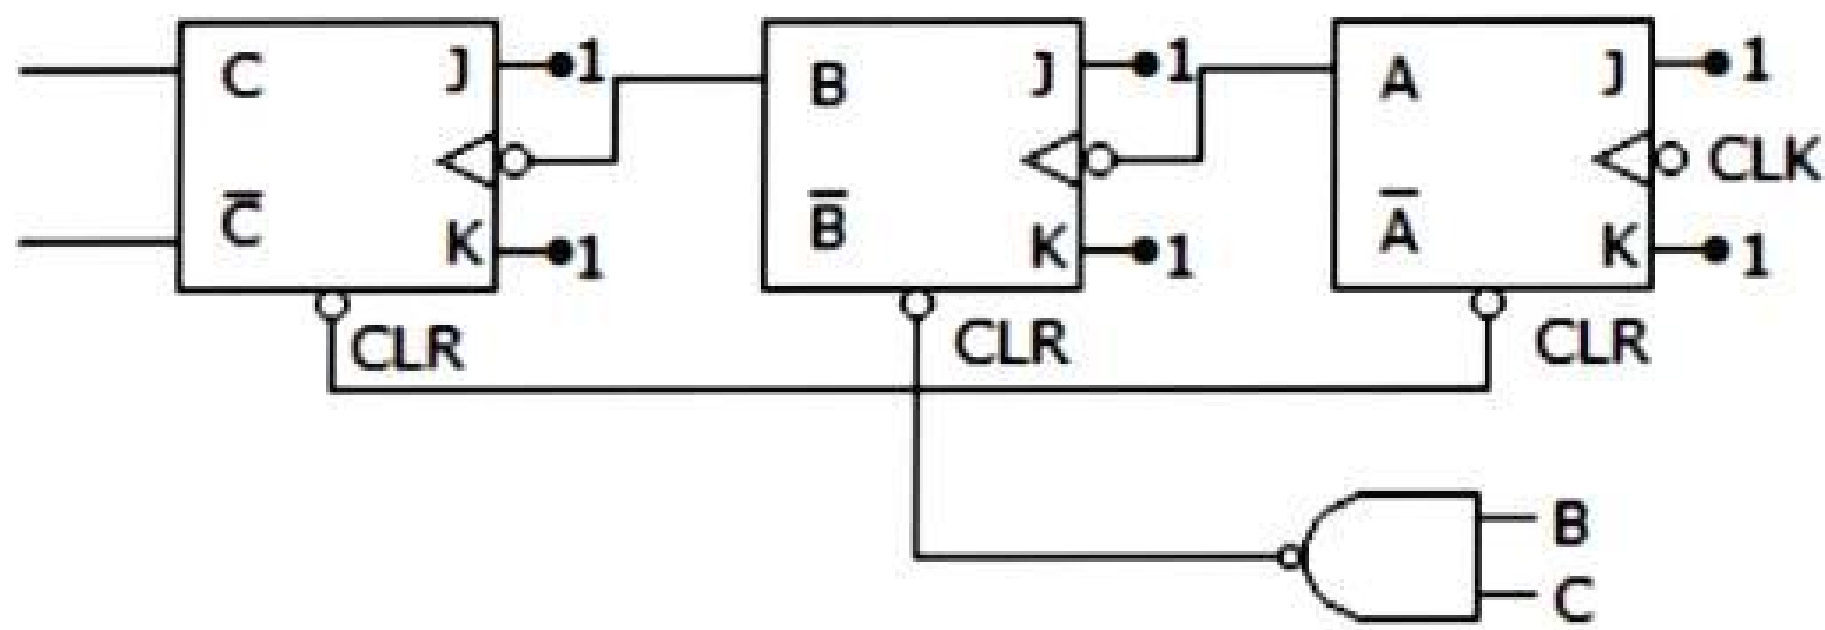 C J 1 B J 1 A J 1
CLK
C̅ K 1 B̅ K 1 A̅ K 1
CLR CLR CLR
B
C